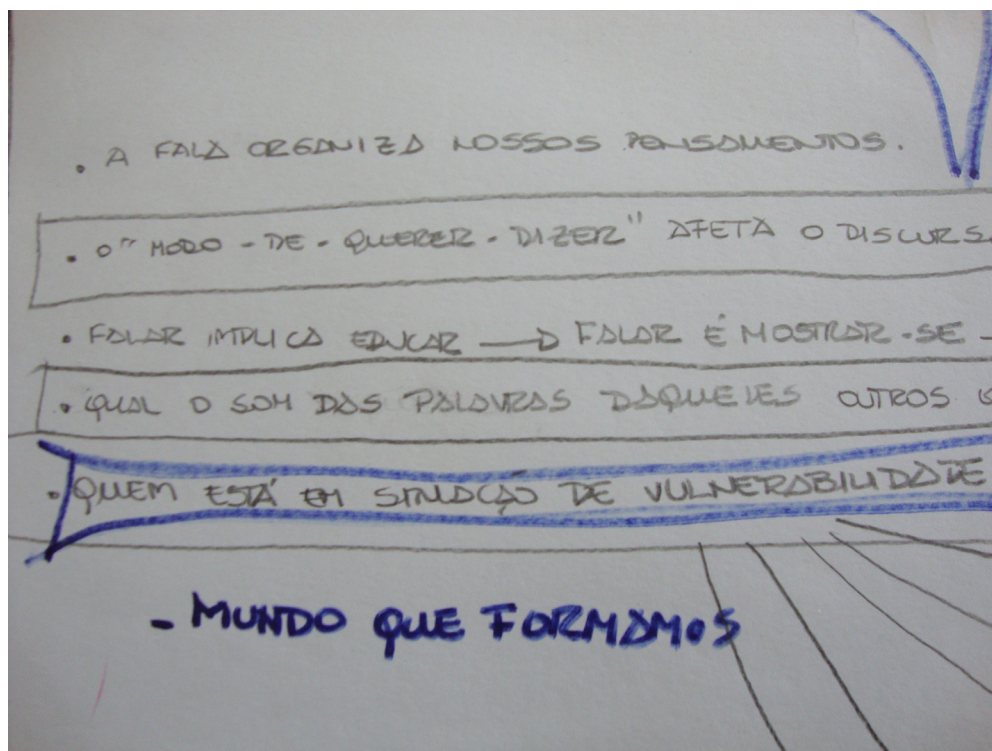 . A FALA ORGANIZA NOSSOS PENSAMENTOS.
. O "MODO-DE-QUERER-DIZER" AFETA O DISCURS
. FALAR IMPLICA EDUCAR → FALAR É MOSTRAR-SE -
. QUAL O SOM DAS PALAVRAS DAQUELES OUTROS
. QUEM ESTÁ EM SITUAÇÃO DE VULNERABILIDADE
- MUNDO QUE FORMAMOS